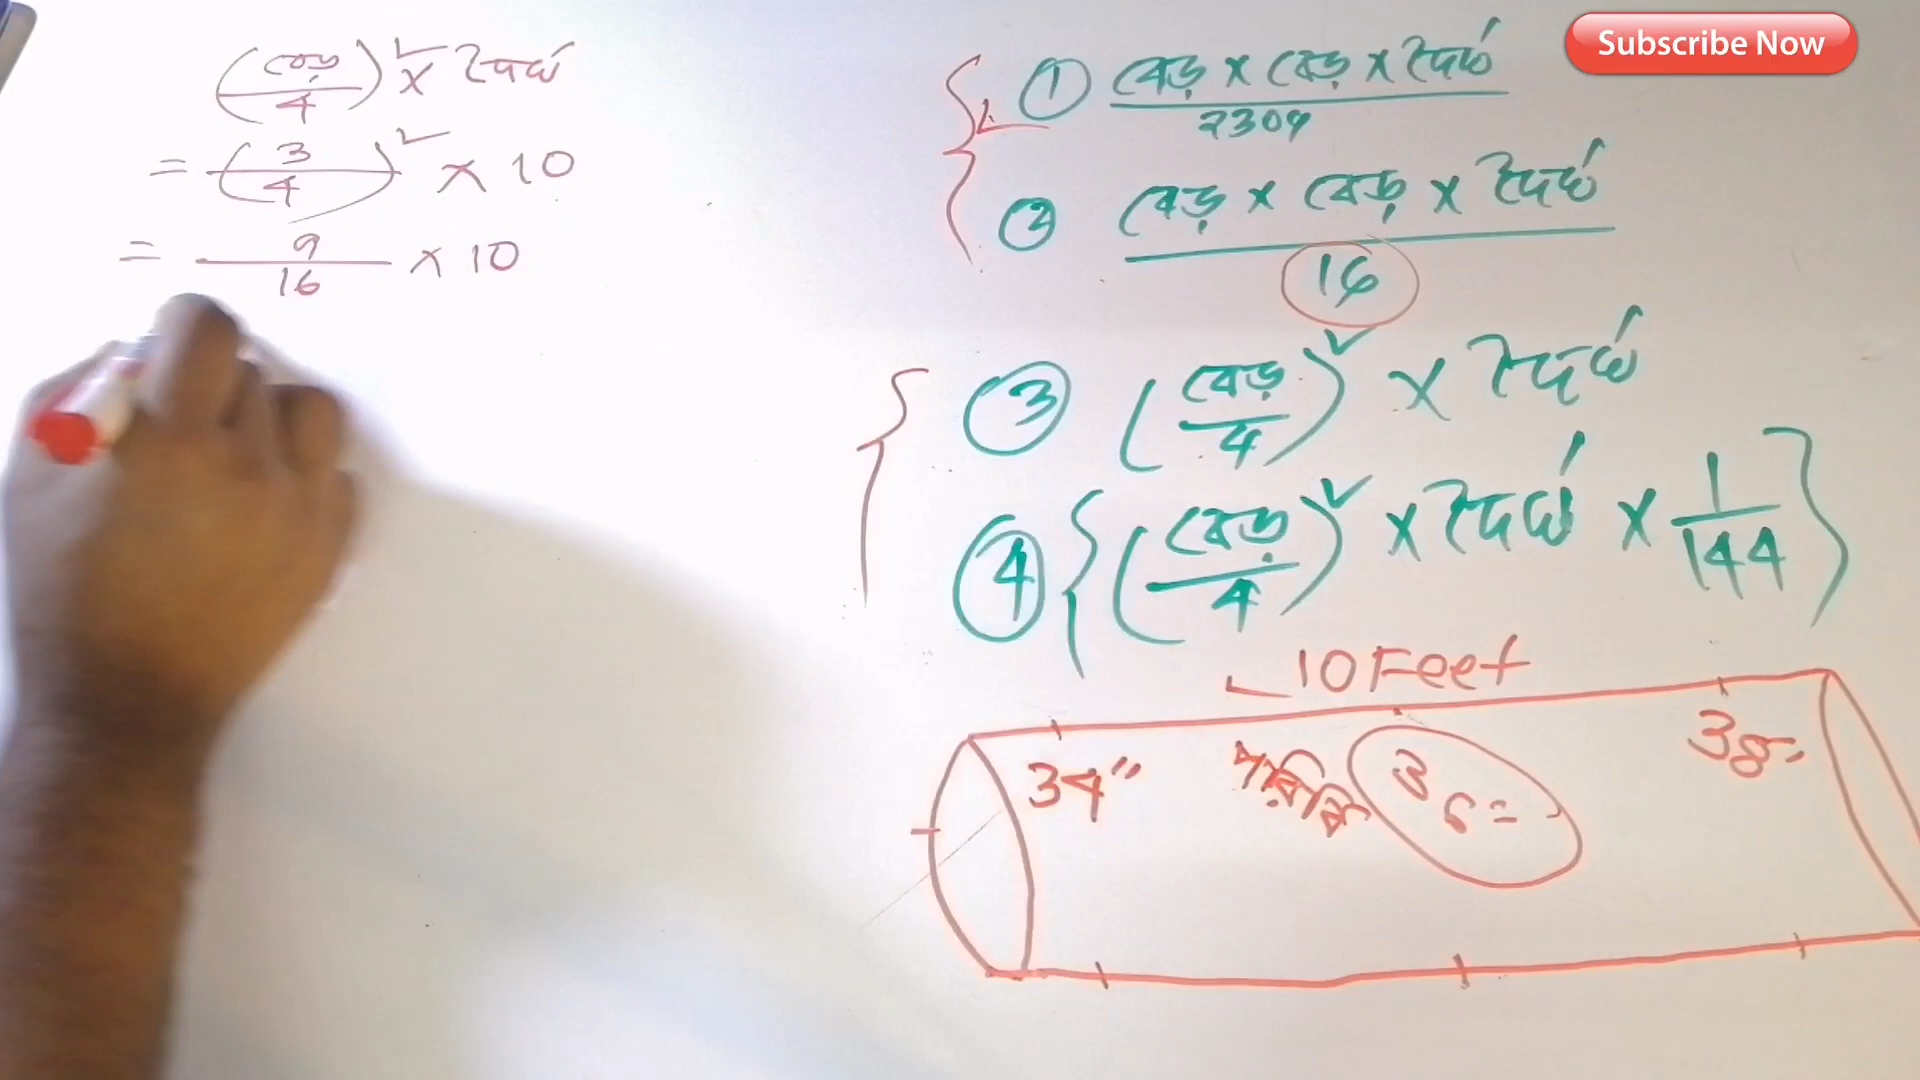 (বেড়/4)² × দৈর্ঘ্য
= (3/4)² × 10
= 9/16 × 10
Subscribe Now
① বেড় × বেড় × দৈর্ঘ্য
2304
② বেড় × বেড় × দৈর্ঘ্য
16
③ (বেড়/4)² × দৈর্ঘ্য
④ {(বেড়/4)² × দৈর্ঘ্য × 1/144}
10 Feet
34" পরিধি 36" 38"